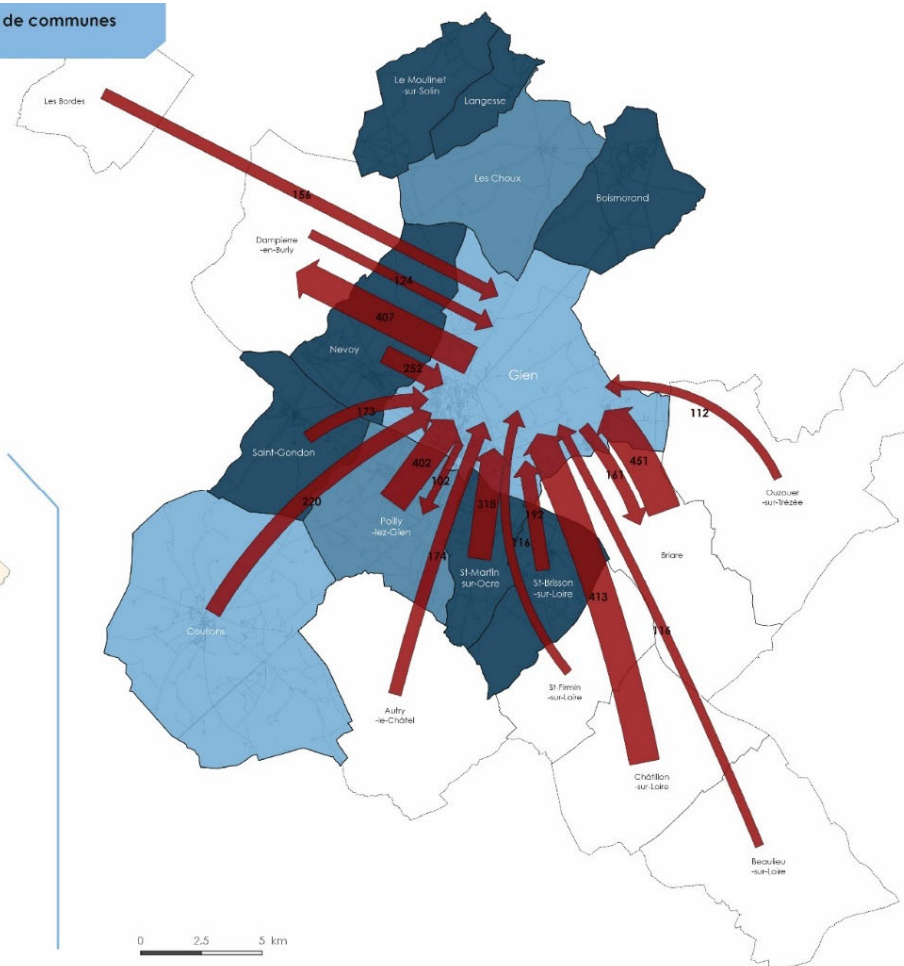 de communes
Le Moulinet
-sur-Solin
Langesse
Les Bordes
Les Choux
Boismorand
156
Dampierre
-en-Burly
124
407
Nevoy
252
Gien
173
112
Saint-Gondon
402
102
451
161
220
318
192
Ouzouer
-sur-Trézée
Poilly
-lez-Gien
116
174
St-Martin
sur-Ocre
St-Brisson
-sur-Loire
Briare
413
116
Coullons
St-Firmin
-sur-Loire
Autry
-le-Châtel
Châtillon
-sur-Loire
Beaulieu
-sur-Loire
0 2.5 5 km